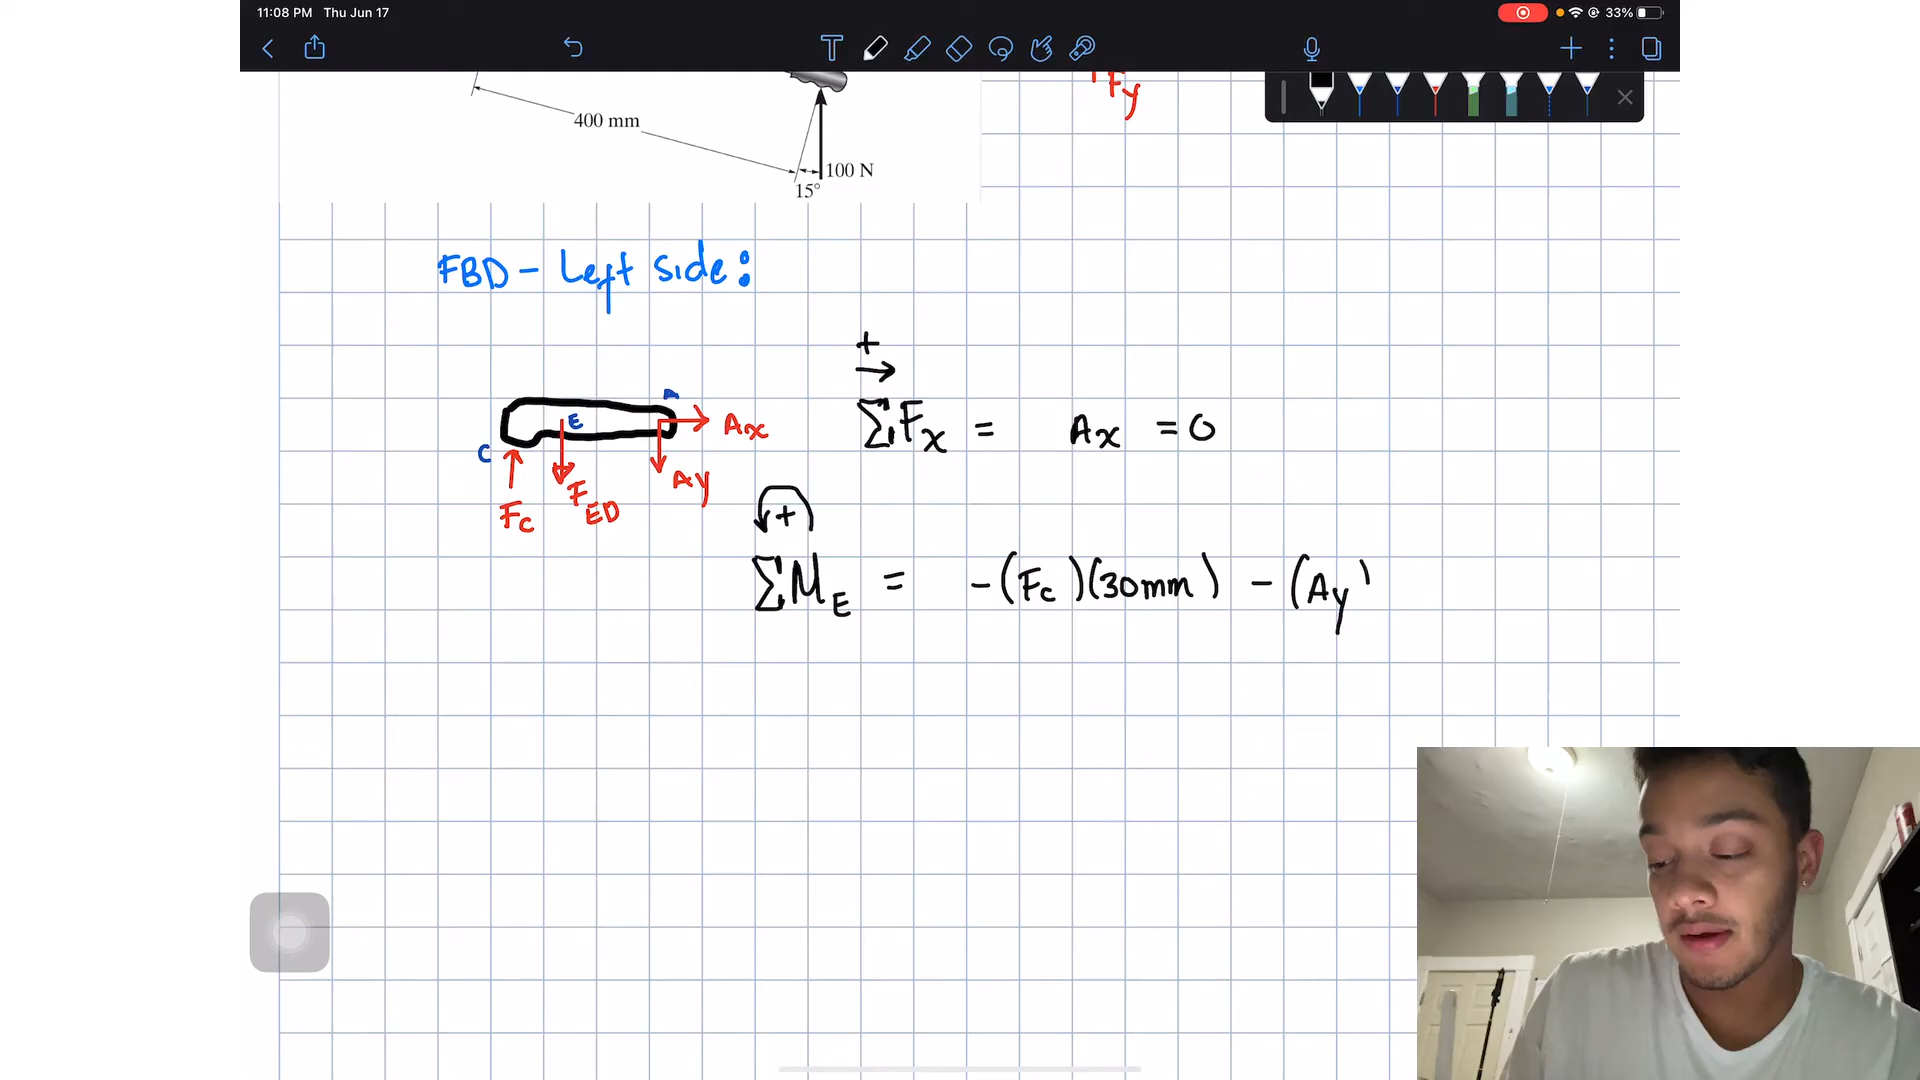 11:08 PM Thu Jun 17
33%
T
Fy
400 mm
100 N
15°
FBD - Left side:
+
→
ΣFx = Ax = 0
A
E
C
Ax
Ay
FED
Fc
+
ΣME = -(Fc)(30mm) - (Ay)